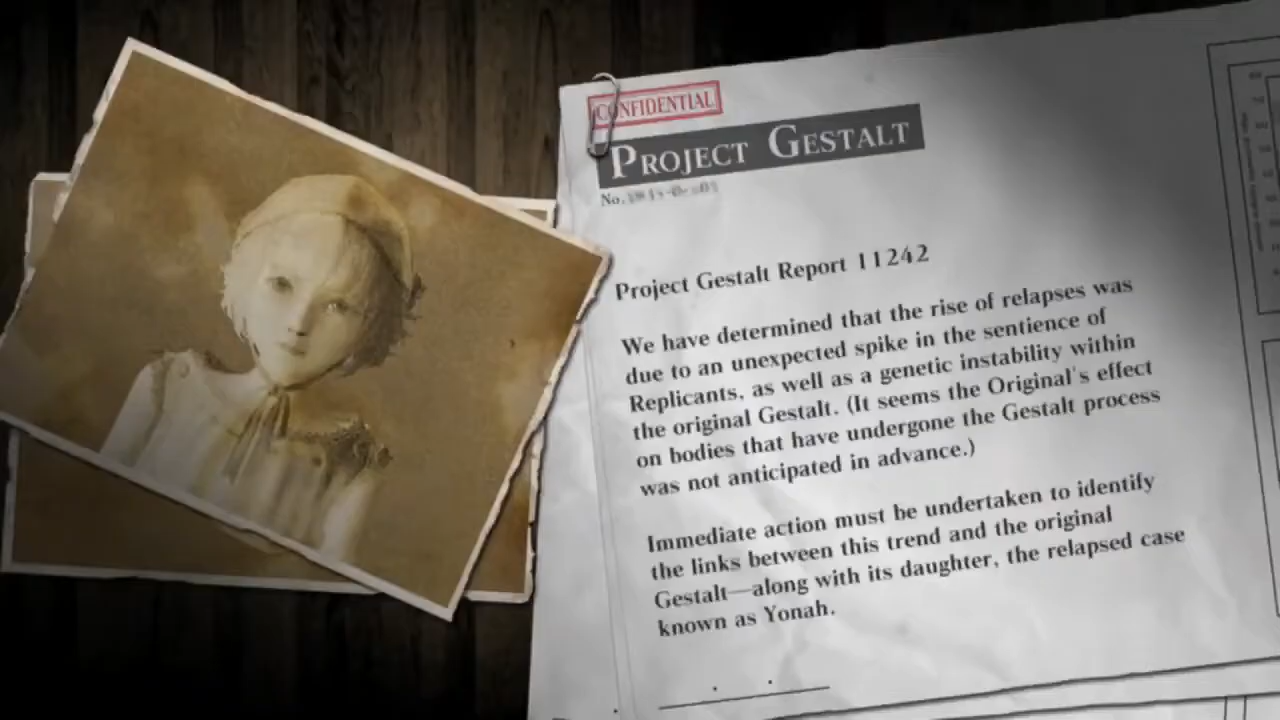 CONFIDENTIAL
PROJECT GESTALT
No.
Project Gestalt Report 11242
We have determined that the rise of relapses was
due to an unexpected spike in the sentience of
Replicants, as well as a genetic instability within
the original Gestalt. (It seems the Original's effect
on bodies that have undergone the Gestalt process
was not anticipated in advance.)
Immediate action must be undertaken to identify
the links between this trend and the original
Gestalt—along with its daughter, the relapsed case
known as Yonah.